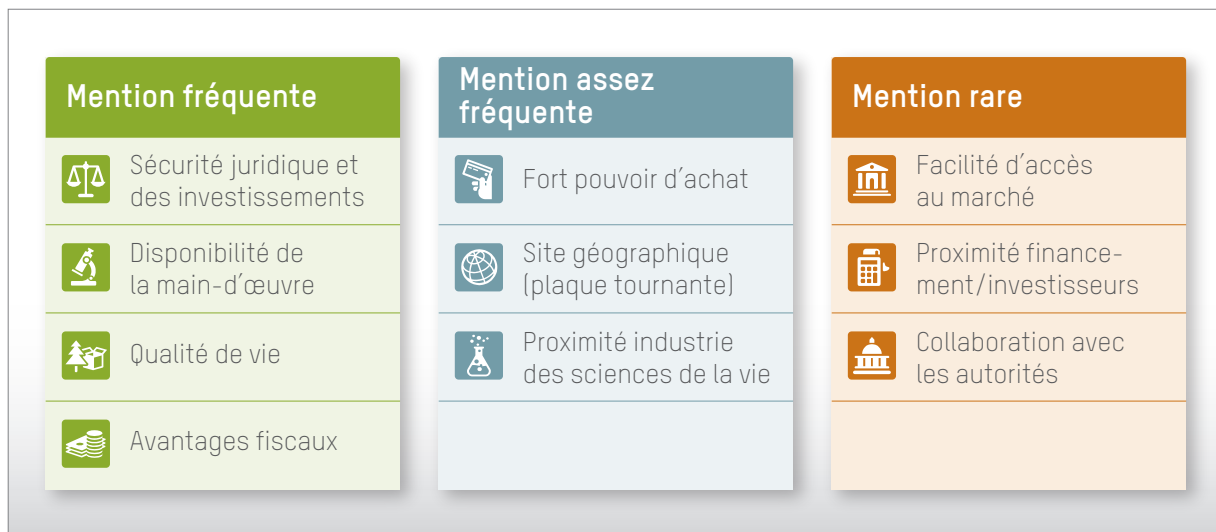 Mention fréquente
Sécurité juridique et
des investissements
Disponibilité de
la main-d'œuvre
Qualité de vie
Avantages fiscaux
Mention assez
fréquente
Fort pouvoir d'achat
Site géographique
(plaque tournante)
Proximité industrie
des sciences de la vie
Mention rare
Facilité d'accès
au marché
Proximité finance-
ment/investisseurs
Collaboration avec
les autorités